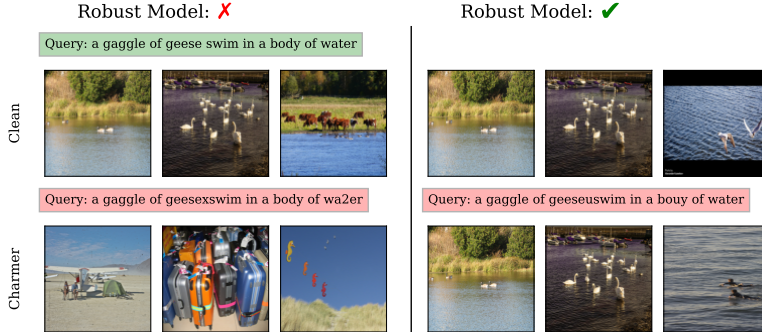 Robust Model: ✗
Robust Model: ✔
Query: a gaggle of geese swim in a body of water
Clean
Query: a gaggle of geesexswim in a body of wa2er
Query: a gaggle of geeseuswim in a bouy of water
Charmer